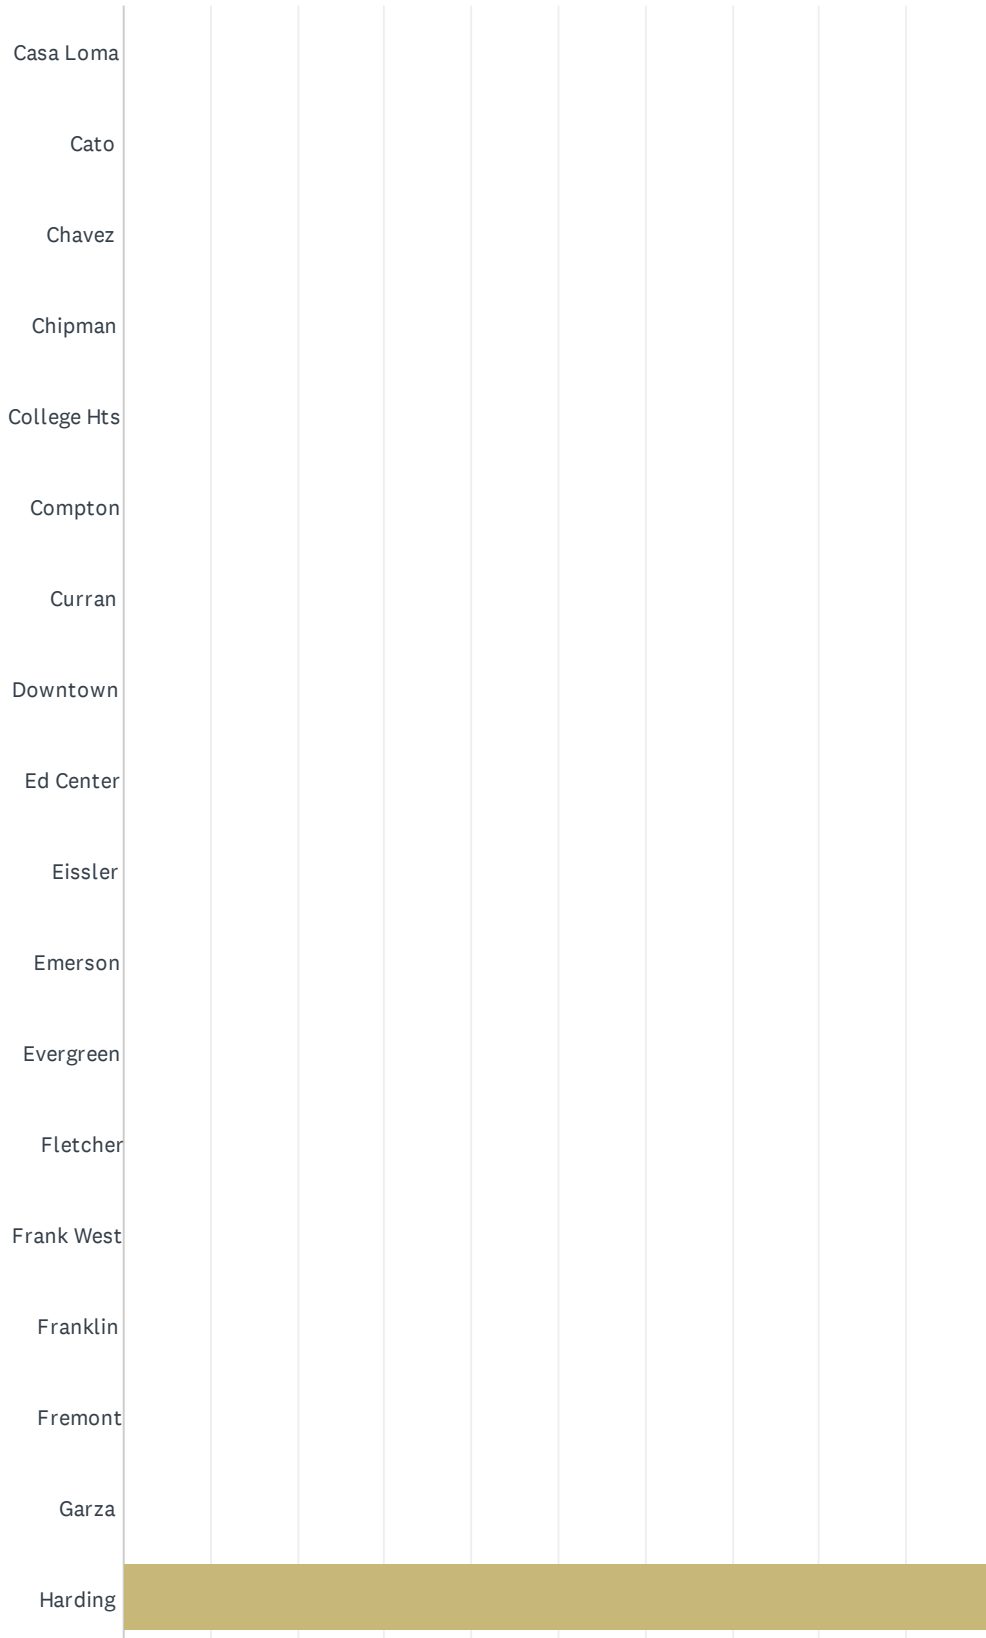 Casa Loma
Cato
Chavez
Chipman
College Hts
Compton
Curran
Downtown
Ed Center
Eissler
Emerson
Evergreen
Fletcher
Frank West
Franklin
Fremont
Garza
Harding